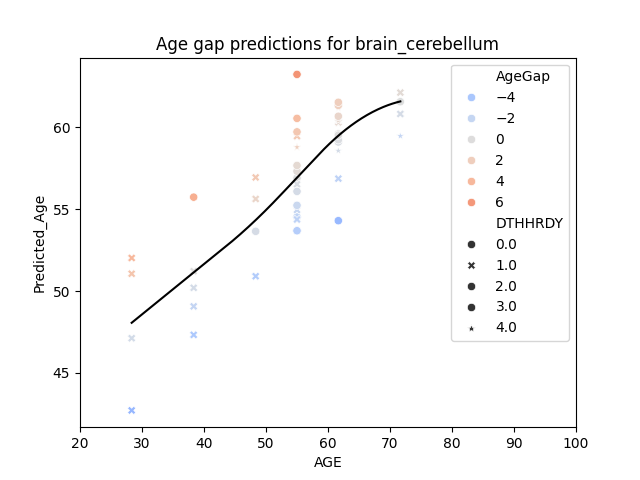 Age gap predictions for brain_cerebellum
Predicted_Age
60
55
50
45
20 30 40 50 60 70 80 90 100
AGE
AgeGap
−4
−2
0
2
4
6
DTHHRDY
0.0
1.0
2.0
3.0
4.0